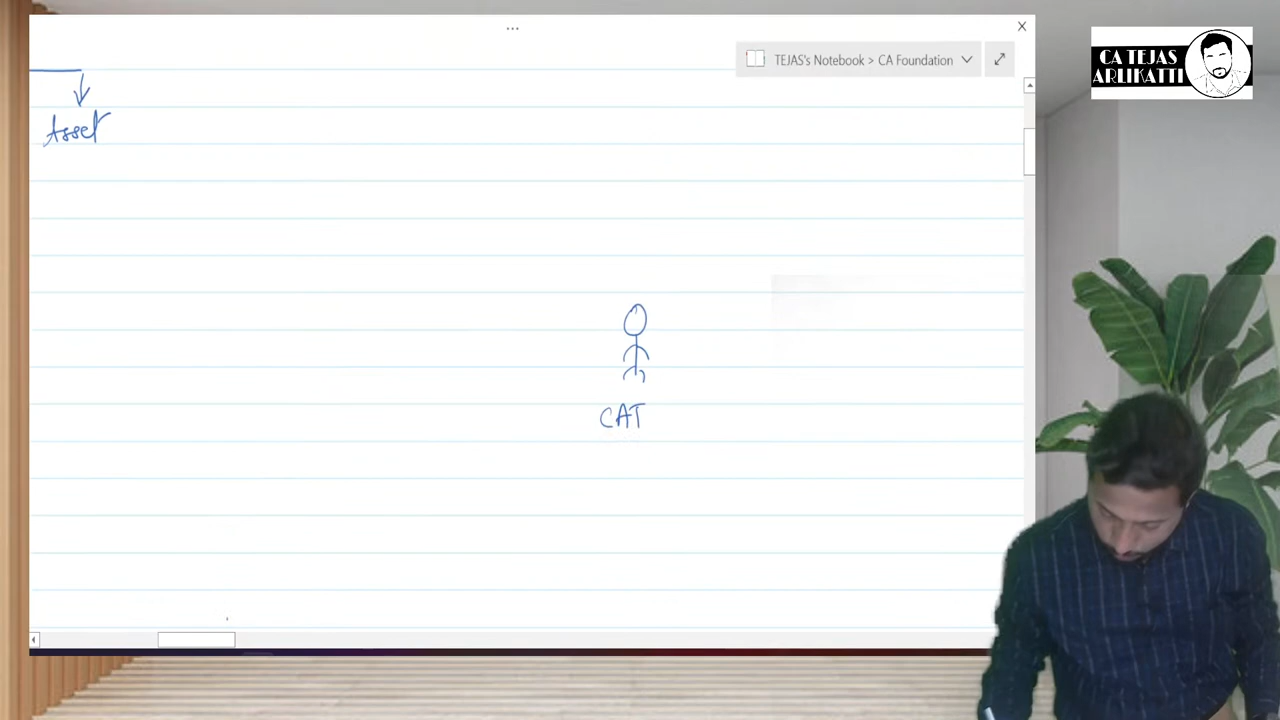 ...
X
TEJAS's Notebook > CA Foundation
CA TEJAS
ARLIKATTI
Asset
CAT